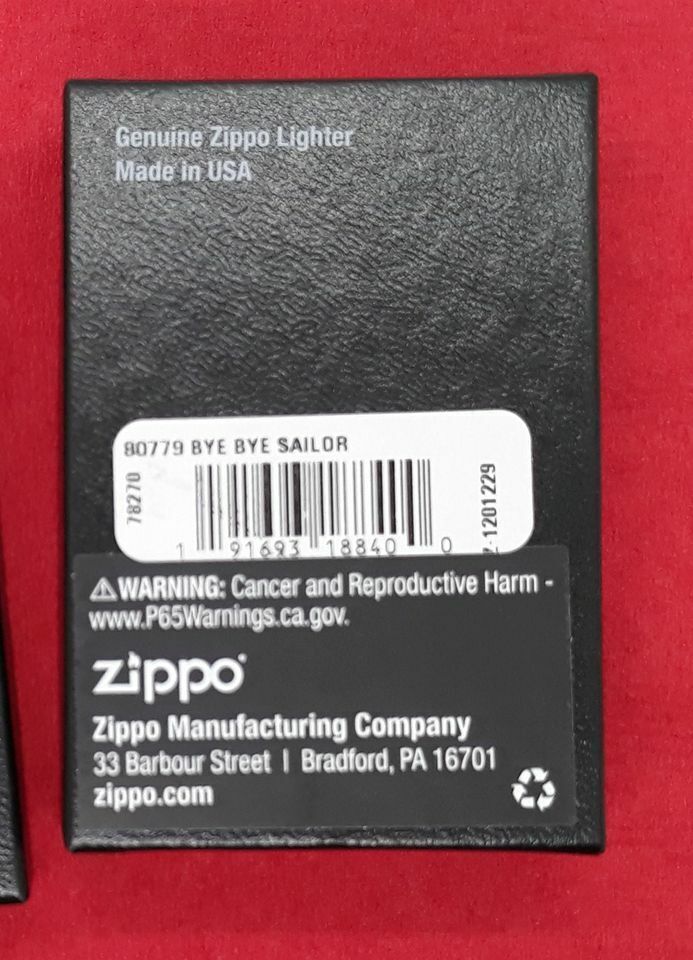 Genuine Zippo Lighter
Made in USA
80779 BYE BYE SAILOR
78270
1 91693 18840 0
1201229
⚠WARNING: Cancer and Reproductive Harm -
www.P65Warnings.ca.gov.
zippo
Zippo Manufacturing Company
33 Barbour Street | Bradford, PA 16701
zippo.com